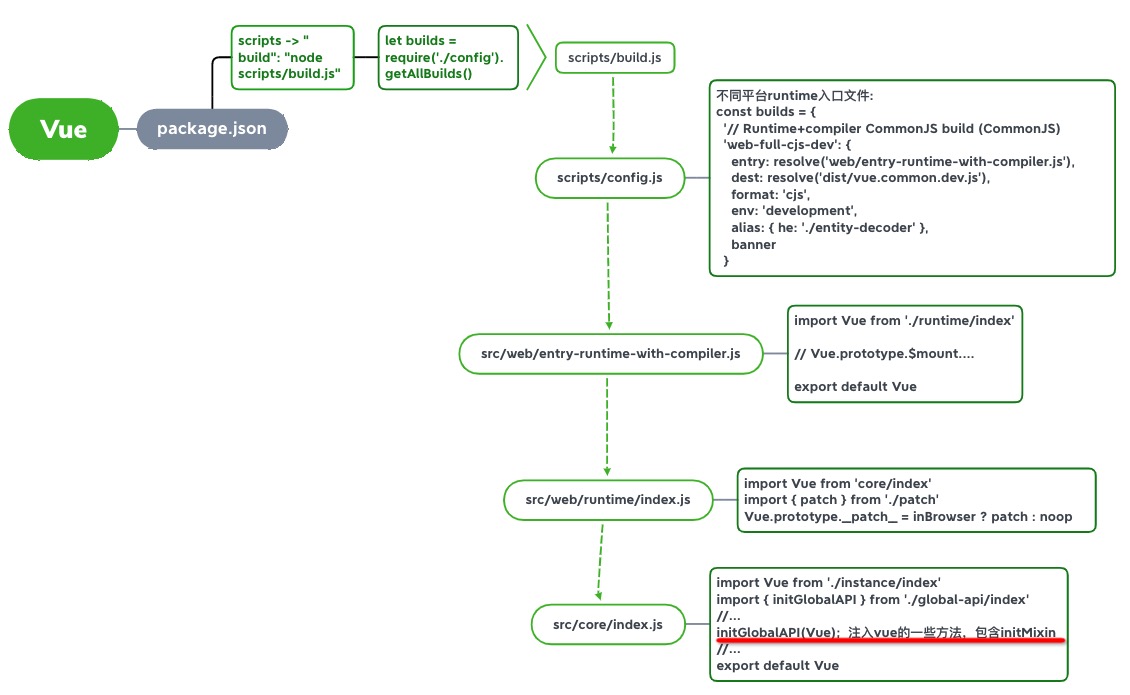 Vue
package.json
scripts -> "
build": "node
scripts/build.js"
let builds =
require('./config').
getAllBuilds()
scripts/build.js
scripts/config.js
不同平台runtime入口文件:
const builds = {
'// Runtime+compiler CommonJS build (CommonJS)
'web-full-cjs-dev': {
entry: resolve('web/entry-runtime-with-compiler.js'),
dest: resolve('dist/vue.common.dev.js'),
format: 'cjs',
env: 'development',
alias: { he: './entity-decoder' },
banner
}
src/web/entry-runtime-with-compiler.js
import Vue from './runtime/index'
// Vue.prototype.$mount....
export default Vue
src/web/runtime/index.js
import Vue from 'core/index'
import { patch } from './patch'
Vue.prototype.__patch__ = inBrowser ? patch : noop
src/core/index.js
import Vue from './instance/index'
import { initGlobalAPI } from './global-api/index'
//...
initGlobalAPI(Vue);  注入vue的一些方法，包含initMixin
//...
export default Vue